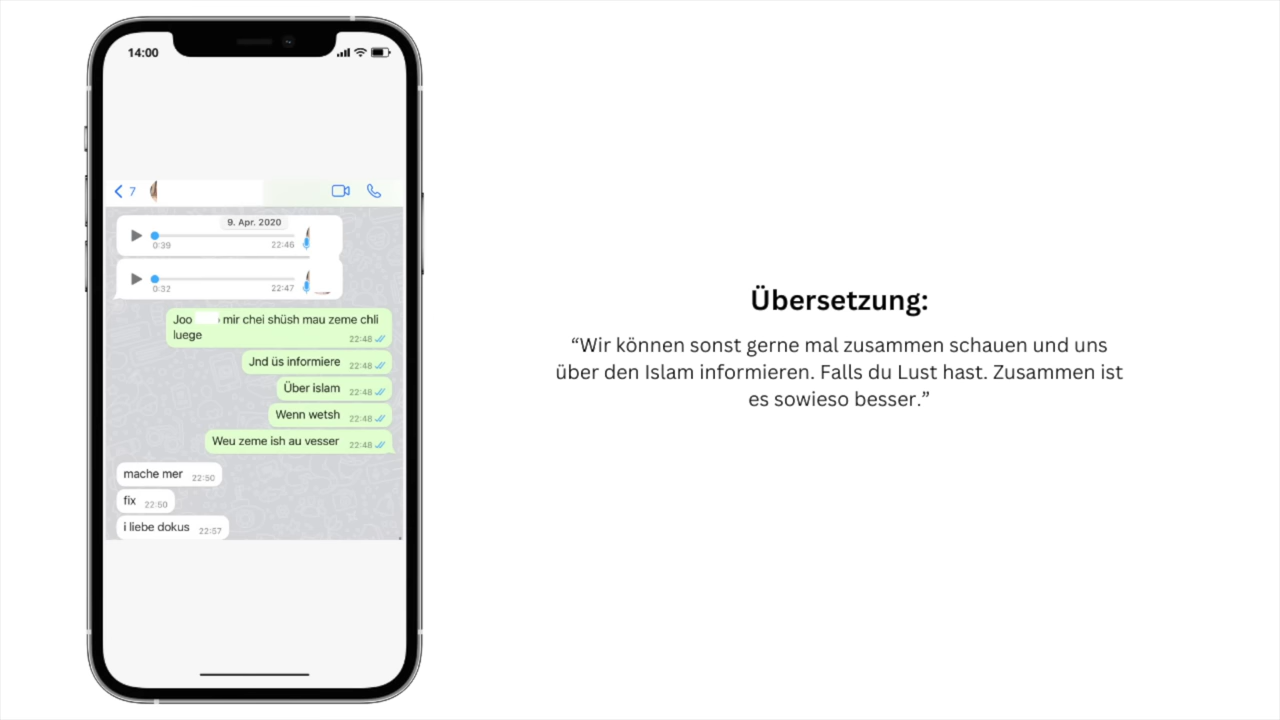 14:00
7
9. Apr. 2020
0:39 22:46
0:32 22:47
Joo mir chei shüsh mau zeme chli
luege 22:48
Jnd üs informiere 22:48
Über islam 22:48
Wenn wetsh 22:48
Weu zeme ish au vesser 22:48
mache mer 22:50
fix 22:50
i liebe dokus 22:57
Übersetzung:
“Wir können sonst gerne mal zusammen schauen und uns
über den Islam informieren. Falls du Lust hast. Zusammen ist
es sowieso besser.”